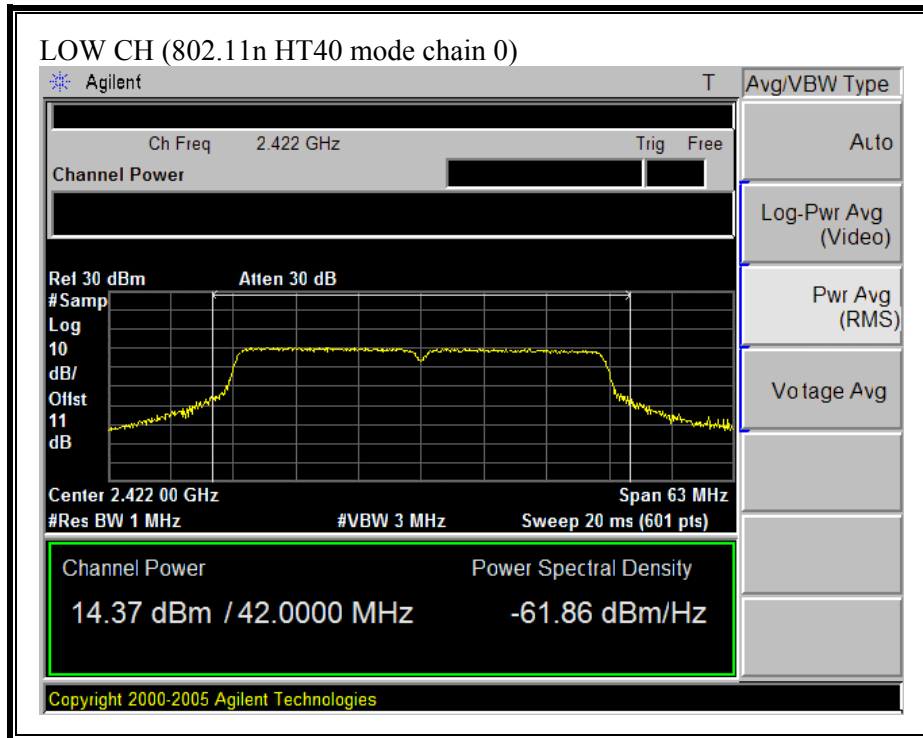 LOW CH (802.11n HT40 mode chain 0)
Agilent T
Avg/VBW Type
Ch Freq 2.422 GHz Trig Free
Channel Power
Auto
Log-Pwr Avg
(Video)
Pwr Avg
(RMS)
Voltage Avg
Ref 30 dBm Atten 30 dB
#Samp
Log
10
dB/
Offst
11
dB
Center 2.422 00 GHz Span 63 MHz
#Res BW 1 MHz #VBW 3 MHz Sweep 20 ms (601 pts)
Channel Power Power Spectral Density
14.37 dBm / 42.0000 MHz -61.86 dBm/Hz
Copyright 2000-2005 Agilent Technologies